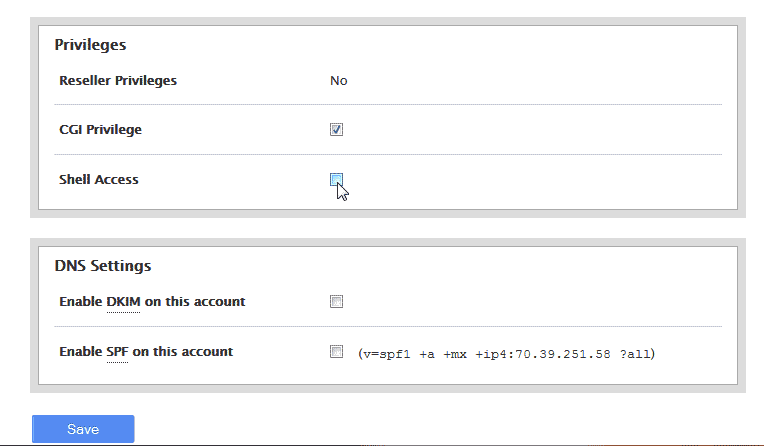 Privileges
Reseller Privileges No
CGI Privilege
Shell Access
DNS Settings
Enable DKIM on this account
Enable SPF on this account (v=spf1 +a +mx +ip4:70.39.251.58 ?all)
Save